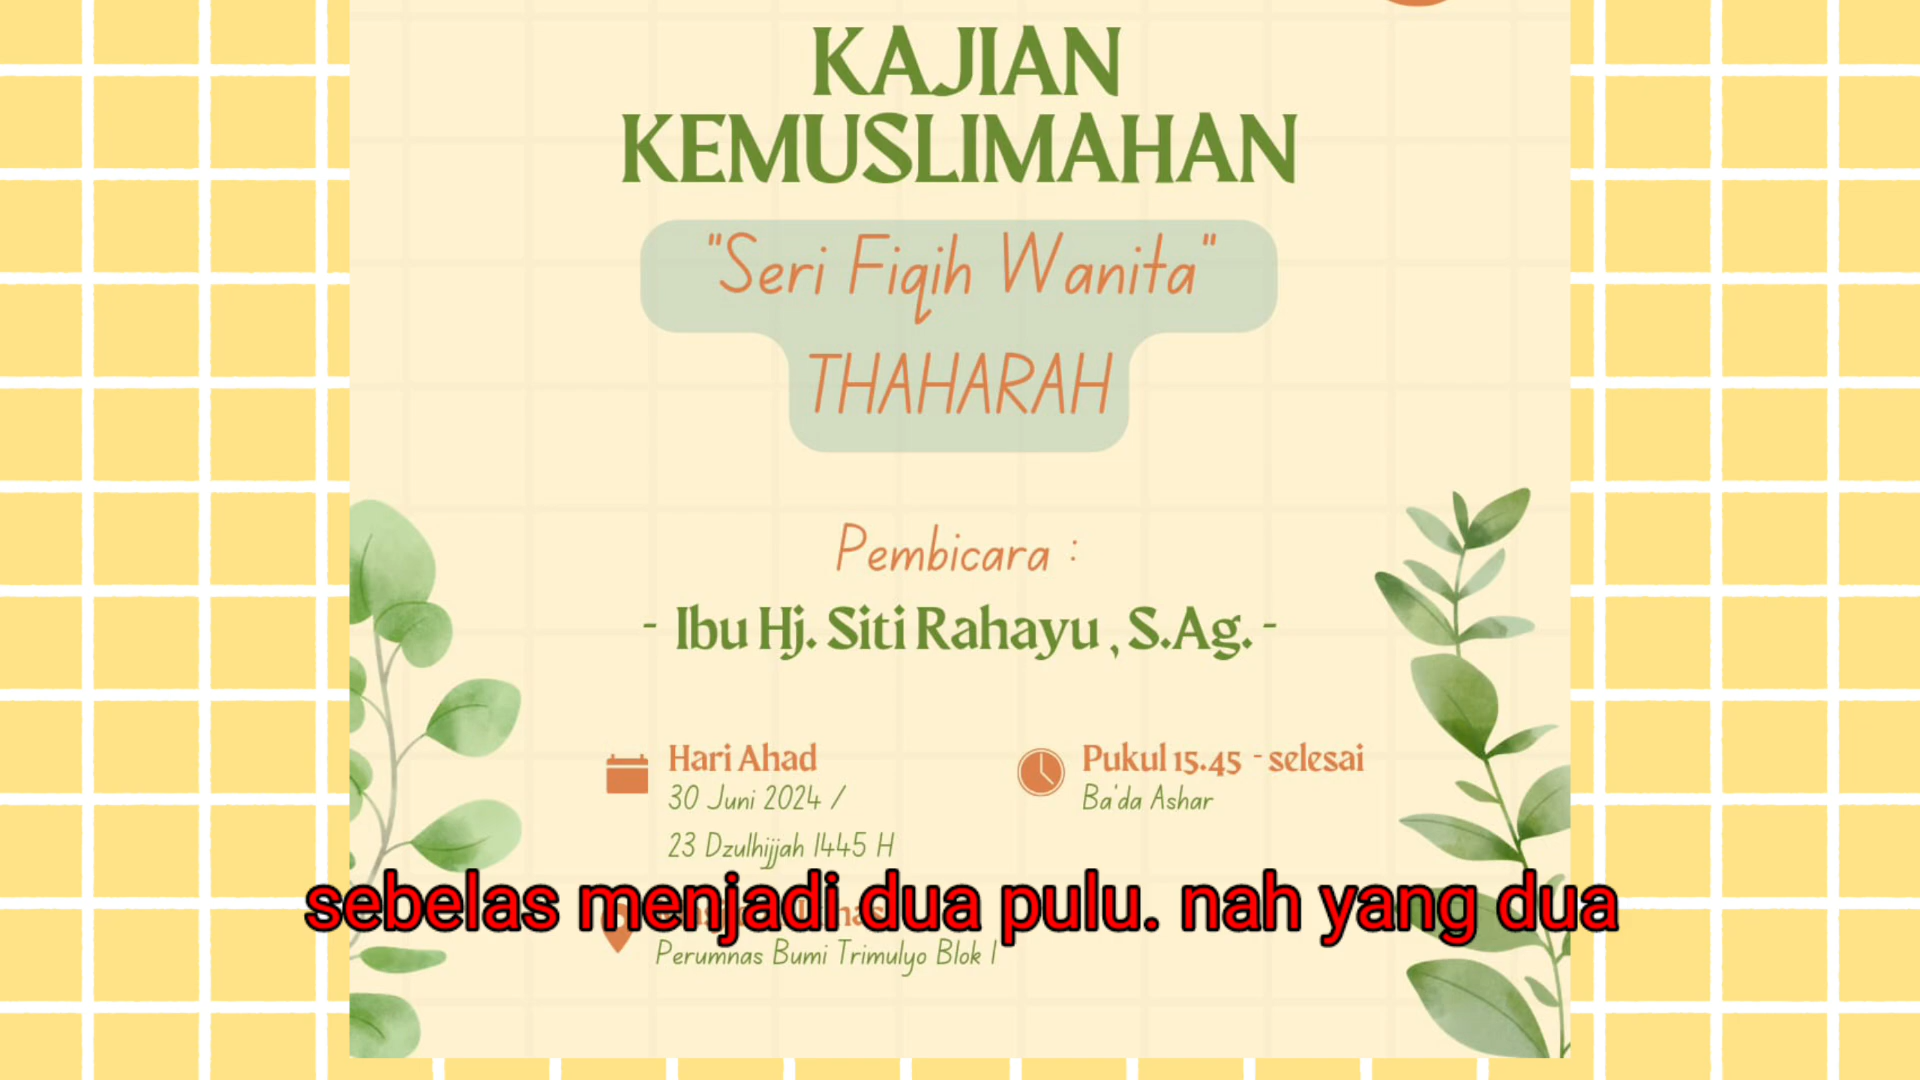 KAJIAN
KEMUSLIMAHAN
"Seri Fiqih Wanita"
THAHARAH
Pembicara :
- Ibu Hj. Siti Rahayu , S.Ag. -
Hari Ahad
30 Juni 2024 /
23 Dzulhijjah 1445 H
Pukul 15.45 - selesai
Ba'da Ashar
sebelas menjadi dua pulu. nah yang dua
Perumnas Bumi Trimulyo Blok I